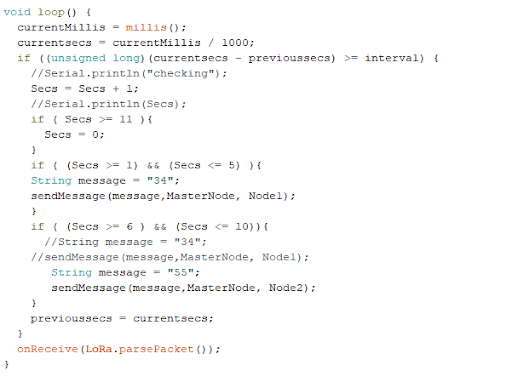 void loop() {
  currentMillis = millis();
  currentsecs = currentMillis / 1000;
  if ((unsigned long)(currentsecs - previoussecs) >= interval) {
    //Serial.println("checking");
    Secs = Secs + 1;
    //Serial.println(Secs);
    if ( Secs >= 11 ){
      Secs = 0;
    }
    if ( (Secs >= 1) && (Secs <= 5) ){
    String message = "34";
    sendMessage(message,MasterNode, Node1);
    }
    if ( (Secs >= 6 ) && (Secs <= 10)){
      //String message = "34";
    //sendMessage(message,MasterNode, Node1);
       String message = "55";
       sendMessage(message,MasterNode, Node2);
    }
    previoussecs = currentsecs;
  }
  onReceive(LoRa.parsePacket());
}